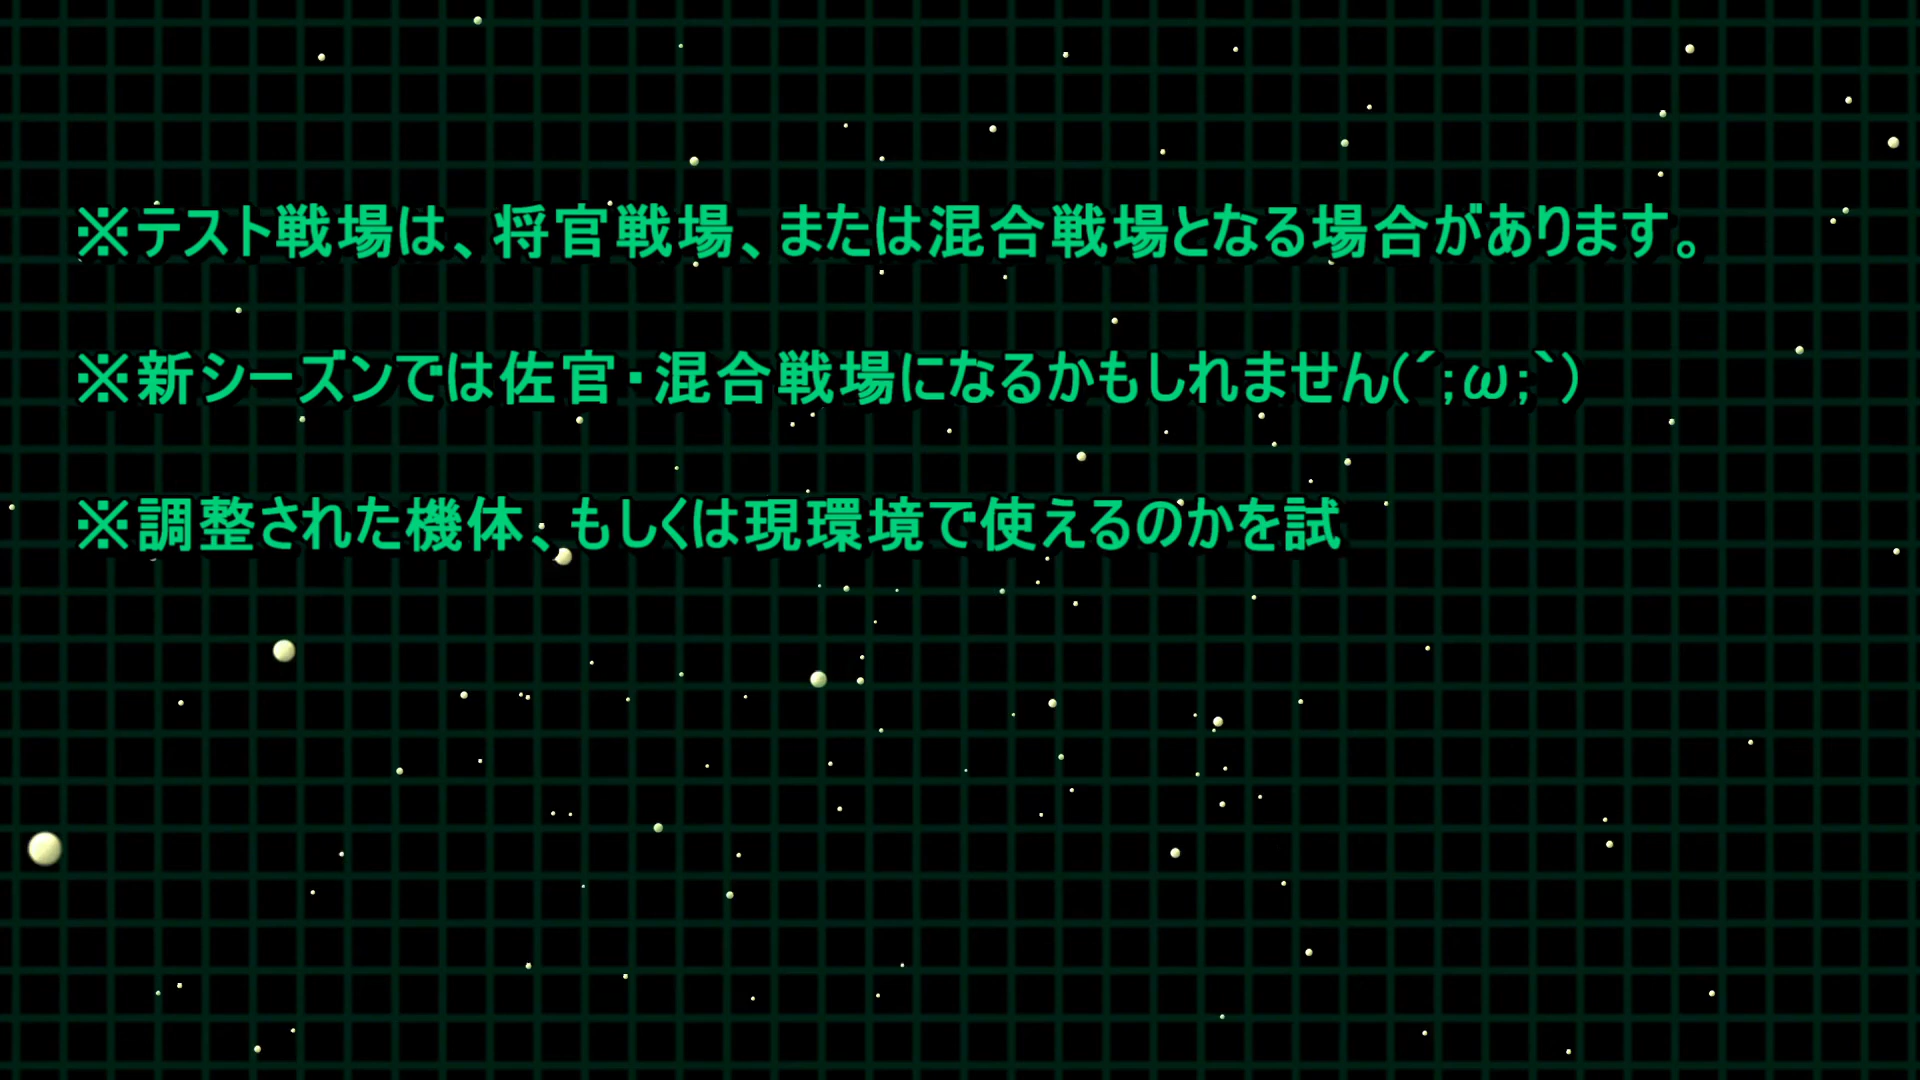 ※テスト戦場は、将官戦場、または混合戦場となる場合があります。
※新シーズンでは佐官・混合戦場になるかもしれません(´;ω;`)
※調整された機体、もしくは現環境で使えるのかを試